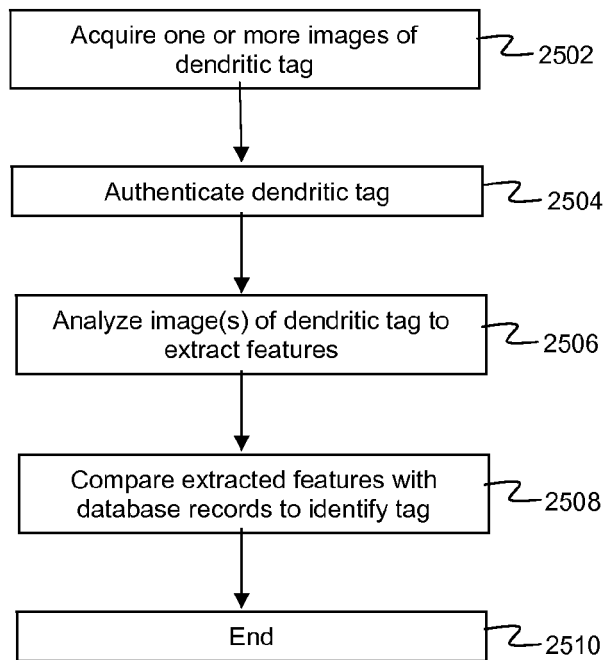 Acquire one or more images of
dendritic tag
2502
Authenticate dendritic tag
2504
Analyze image(s) of dendritic tag to
extract features
2506
Compare extracted features with
database records to identify tag
2508
End
2510